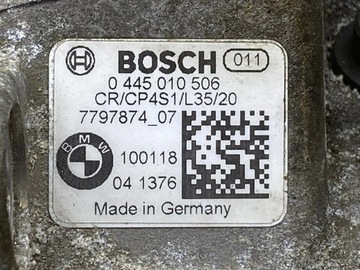 BOSCH 011
0 445 010 506
CR/CP4S1/L35/20
7797874_07
BMW
100118
04 1376
Made in Germany